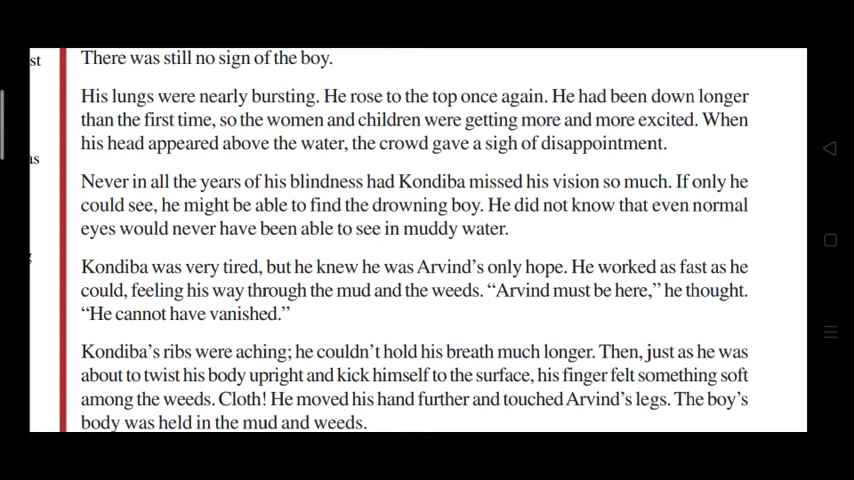 st
There was still no sign of the boy.
His lungs were nearly bursting. He rose to the top once again. He had been down longer
than the first time, so the women and children were getting more and more excited. When
his head appeared above the water, the crowd gave a sigh of disappointment.
as
Never in all the years of his blindness had Kondiba missed his vision so much. If only he
could see, he might be able to find the drowning boy. He did not know that even normal
eyes would never have been able to see in muddy water.
Kondiba was very tired, but he knew he was Arvind’s only hope. He worked as fast as he
could, feeling his way through the mud and the weeds. “Arvind must be here,” he thought.
“He cannot have vanished.”
Kondiba’s ribs were aching; he couldn’t hold his breath much longer. Then, just as he was
about to twist his body upright and kick himself to the surface, his finger felt something soft
among the weeds. Cloth! He moved his hand further and touched Arvind’s legs. The boy’s
body was held in the mud and weeds.